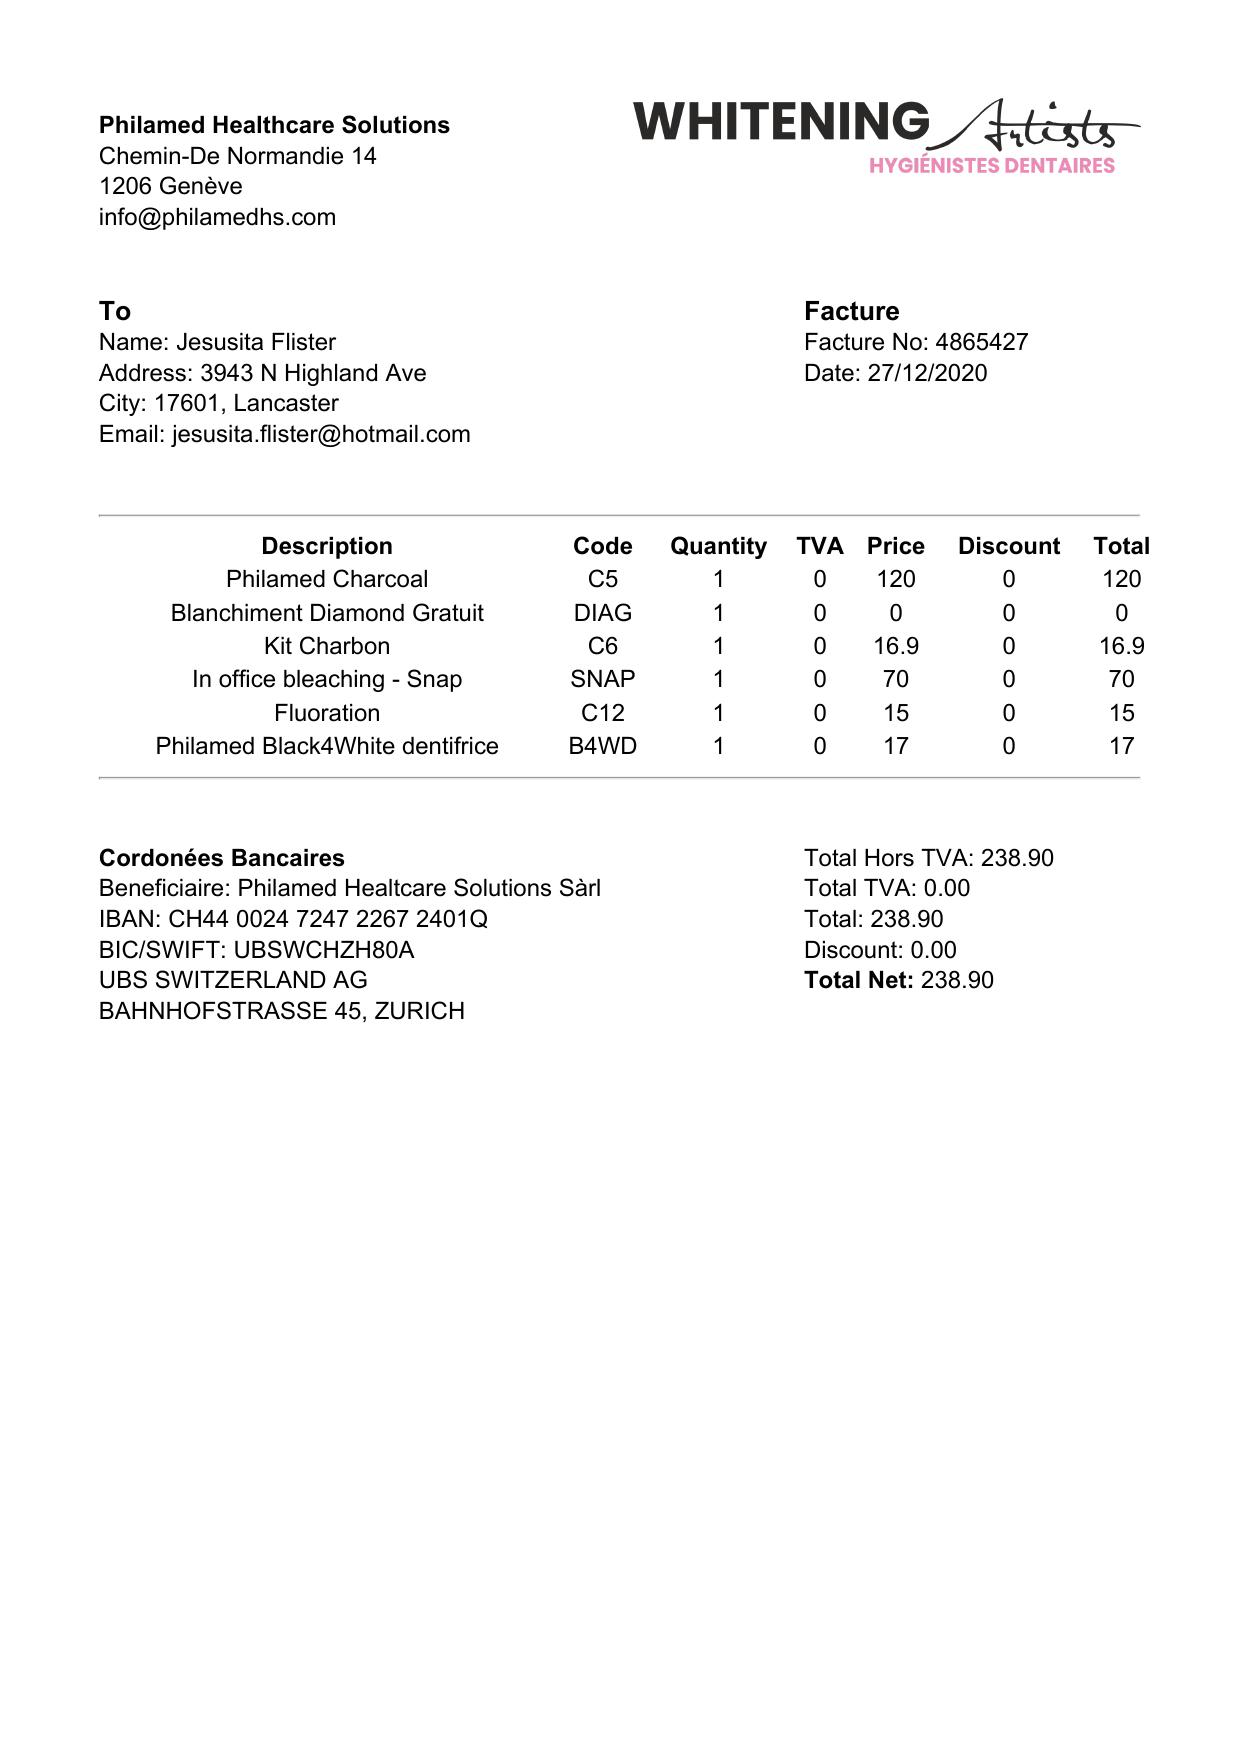 Philamed Healthcare Solutions
Chemin-De Normandie 14
1206 Genève
info@philamedhs.com
WHITENING Artists
HYGIÉNISTES DENTAIRES
To
Name: Jesusita Flister
Address: 3943 N Highland Ave
City: 17601, Lancaster
Email: jesusita.flister@hotmail.com
Facture
Facture No: 4865427
Date: 27/12/2020
Description Code Quantity TVA Price Discount Total
Philamed Charcoal C5 1 0 120 0 120
Blanchiment Diamond Gratuit DIAG 1 0 0 0 0
Kit Charbon C6 1 0 16.9 0 16.9
In office bleaching - Snap SNAP 1 0 70 0 70
Fluoration C12 1 0 15 0 15
Philamed Black4White dentifrice B4WD 1 0 17 0 17
Cordonées Bancaires
Beneficiaire: Philamed Healtcare Solutions Sàrl
IBAN: CH44 0024 7247 2267 2401Q
BIC/SWIFT: UBSWCHZH80A
UBS SWITZERLAND AG
BAHNHOFSTRASSE 45, ZURICH
Total Hors TVA: 238.90
Total TVA: 0.00
Total: 238.90
Discount: 0.00
Total Net: 238.90